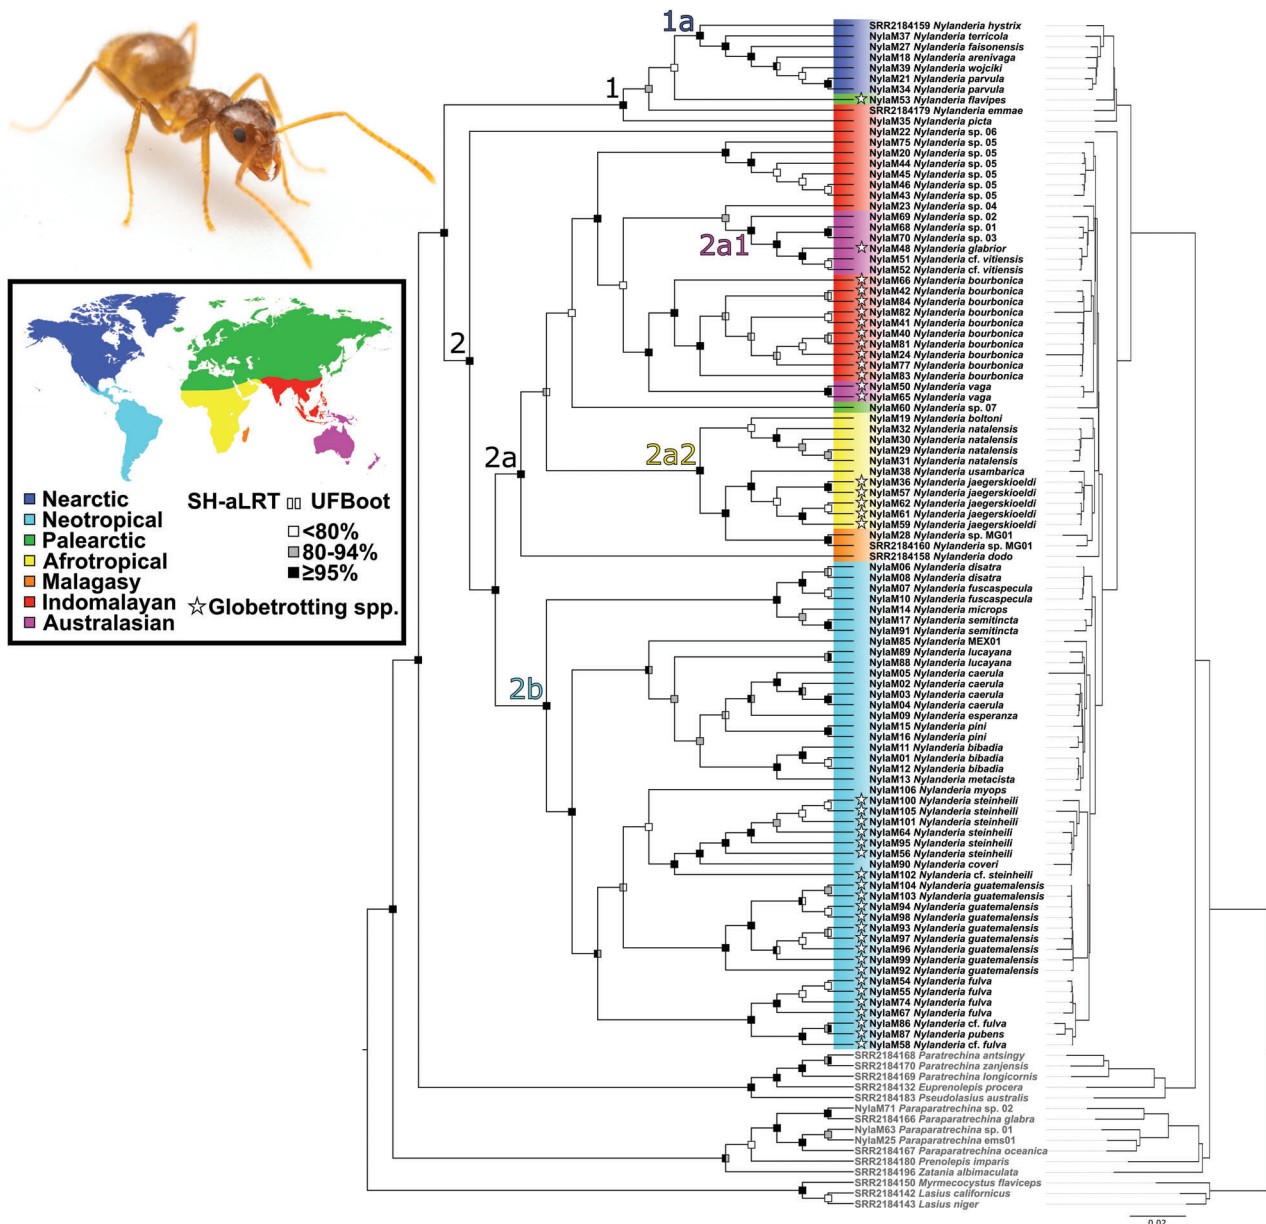 1a
1
2a1
2
2a
2a2
2b
Nearctic
Neotropical
Palearctic
Afrotropical
Malagasy
Indomalayan
Australasian
SH-aLRT UFBoot
<80%
80-94%
≥95%
☆Globetrotting spp.
SRR2184159 Nylanderia hystrix
NylaM37 Nylanderia terricola
NylaM27 Nylanderia faisonensis
NylaM18 Nylanderia arenivaga
NylaM39 Nylanderia wojciki
NylaM21 Nylanderia parvula
NylaM34 Nylanderia parvula
NylaM53 Nylanderia flavipes
SRR2184179 Nylanderia emmae
NylaM35 Nylanderia picta
NylaM22 Nylanderia sp. 06
NylaM75 Nylanderia sp. 05
NylaM20 Nylanderia sp. 05
NylaM44 Nylanderia sp. 05
NylaM45 Nylanderia sp. 05
NylaM46 Nylanderia sp. 05
NylaM43 Nylanderia sp. 05
NylaM23 Nylanderia sp. 04
NylaM69 Nylanderia sp. 02
NylaM68 Nylanderia sp. 01
NylaM70 Nylanderia sp. 03
NylaM48 Nylanderia glabrior
NylaM51 Nylanderia cf. vitiensis
NylaM52 Nylanderia cf. vitiensis
NylaM66 Nylanderia bourbonica
NylaM42 Nylanderia bourbonica
NylaM84 Nylanderia bourbonica
NylaM82 Nylanderia bourbonica
NylaM41 Nylanderia bourbonica
NylaM40 Nylanderia bourbonica
NylaM81 Nylanderia bourbonica
NylaM24 Nylanderia bourbonica
NylaM77 Nylanderia bourbonica
NylaM83 Nylanderia bourbonica
NylaM50 Nylanderia vaga
NylaM65 Nylanderia vaga
NylaM60 Nylanderia sp. 07
NylaM19 Nylanderia boltoni
NylaM32 Nylanderia natalensis
NylaM30 Nylanderia natalensis
NylaM29 Nylanderia natalensis
NylaM31 Nylanderia natalensis
NylaM38 Nylanderia usambarica
NylaM36 Nylanderia jaegerskioeldi
NylaM57 Nylanderia jaegerskioeldi
NylaM62 Nylanderia jaegerskioeldi
NylaM61 Nylanderia jaegerskioeldi
NylaM59 Nylanderia jaegerskioeldi
NylaM28 Nylanderia sp. MG01
SRR2184160 Nylanderia sp. MG01
SRR2184158 Nylanderia dodo
NylaM06 Nylanderia disatra
NylaM08 Nylanderia disatra
NylaM07 Nylanderia fuscaspecula
NylaM10 Nylanderia fuscaspecula
NylaM14 Nylanderia microps
NylaM17 Nylanderia semitincta
NylaM91 Nylanderia semitincta
NylaM85 Nylanderia MEX01
NylaM89 Nylanderia lucayana
NylaM88 Nylanderia lucayana
NylaM05 Nylanderia caerula
NylaM02 Nylanderia caerula
NylaM03 Nylanderia caerula
NylaM04 Nylanderia caerula
NylaM09 Nylanderia esperanza
NylaM15 Nylanderia pini
NylaM16 Nylanderia pini
NylaM11 Nylanderia bibadia
NylaM01 Nylanderia bibadia
NylaM12 Nylanderia bibadia
NylaM13 Nylanderia metacista
NylaM106 Nylanderia myops
NylaM100 Nylanderia steinheili
NylaM105 Nylanderia steinheili
NylaM101 Nylanderia steinheili
NylaM64 Nylanderia steinheili
NylaM95 Nylanderia steinheili
NylaM56 Nylanderia steinheili
NylaM90 Nylanderia coveri
NylaM102 Nylanderia cf. steinheili
NylaM104 Nylanderia guatemalensis
NylaM103 Nylanderia guatemalensis
NylaM94 Nylanderia guatemalensis
NylaM98 Nylanderia guatemalensis
NylaM93 Nylanderia guatemalensis
NylaM97 Nylanderia guatemalensis
NylaM96 Nylanderia guatemalensis
NylaM99 Nylanderia guatemalensis
NylaM92 Nylanderia guatemalensis
NylaM54 Nylanderia fulva
NylaM55 Nylanderia fulva
NylaM74 Nylanderia fulva
NylaM67 Nylanderia fulva
NylaM86 Nylanderia cf. fulva
NylaM87 Nylanderia pubens
NylaM58 Nylanderia cf. fulva
SRR2184168 Paratrechina antsingy
SRR2184170 Paratrechina zanjensis
SRR2184169 Paratrechina longicornis
SRR2184132 Euprenolepis procera
SRR2184183 Pseudolasius australis
NylaM71 Paraparatrechina sp. 02
SRR2184166 Paraparatrechina glabra
NylaM63 Paraparatrechina sp. 01
NylaM25 Paraparatrechina ems01
SRR2184167 Paraparatrechina oceanica
SRR2184180 Prenolepis imparis
SRR2184196 Zatania albimaculata
SRR2184150 Myrmecocystus flaviceps
SRR2184142 Lasius californicus
SRR2184143 Lasius niger
0.02